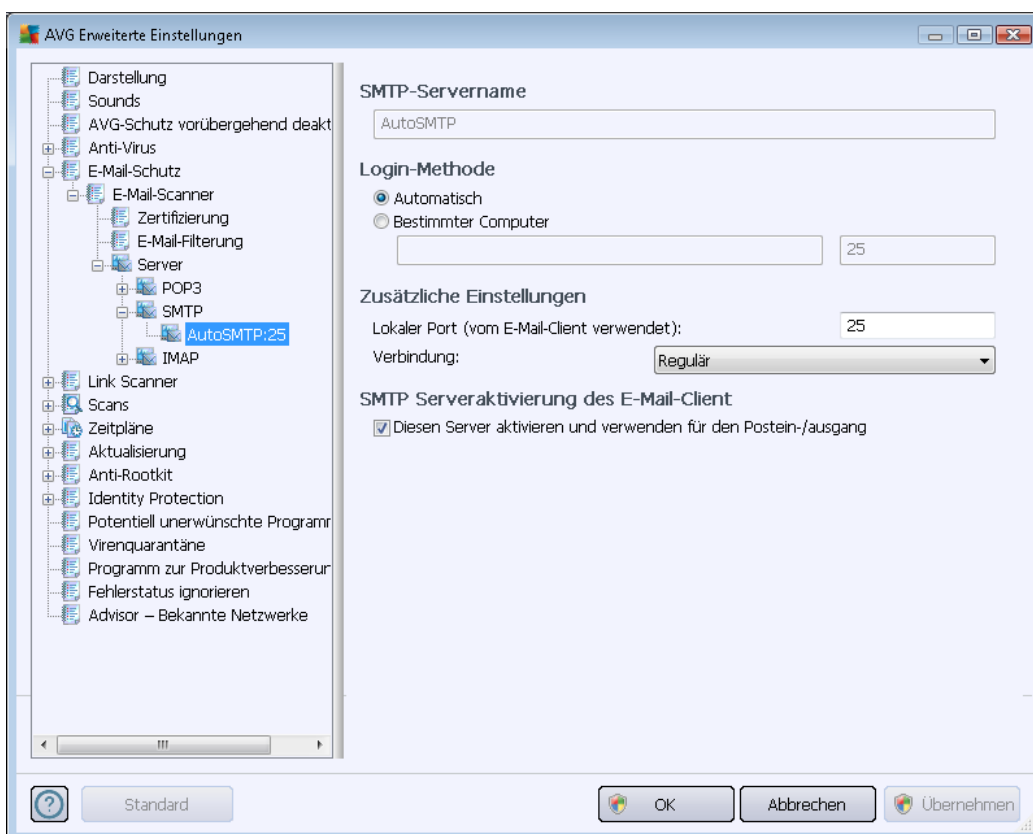 AVG Erweiterte Einstellungen
Darstellung
Sounds
AVG-Schutz vorübergehend deakt
Anti-Virus
E-Mail-Schutz
E-Mail-Scanner
Zertifizierung
E-Mail-Filterung
Server
POP3
SMTP
AutoSMTP:25
IMAP
Link Scanner
Scans
Zeitpläne
Aktualisierung
Anti-Rootkit
Identity Protection
Potentiell unerwünschte Programr
Virenquarantäne
Programm zur Produktverbesserur
Fehlerstatus ignorieren
Advisor – Bekannte Netzwerke
SMTP-Servername
AutoSMTP
Login-Methode
Automatisch
Bestimmter Computer
25
Zusätzliche Einstellungen
Lokaler Port (vom E-Mail-Client verwendet): 25
Verbindung: Regulär
SMTP Serveraktivierung des E-Mail-Client
Diesen Server aktivieren und verwenden für den Postein-/ausgang
Standard OK Abbrechen Übernehmen